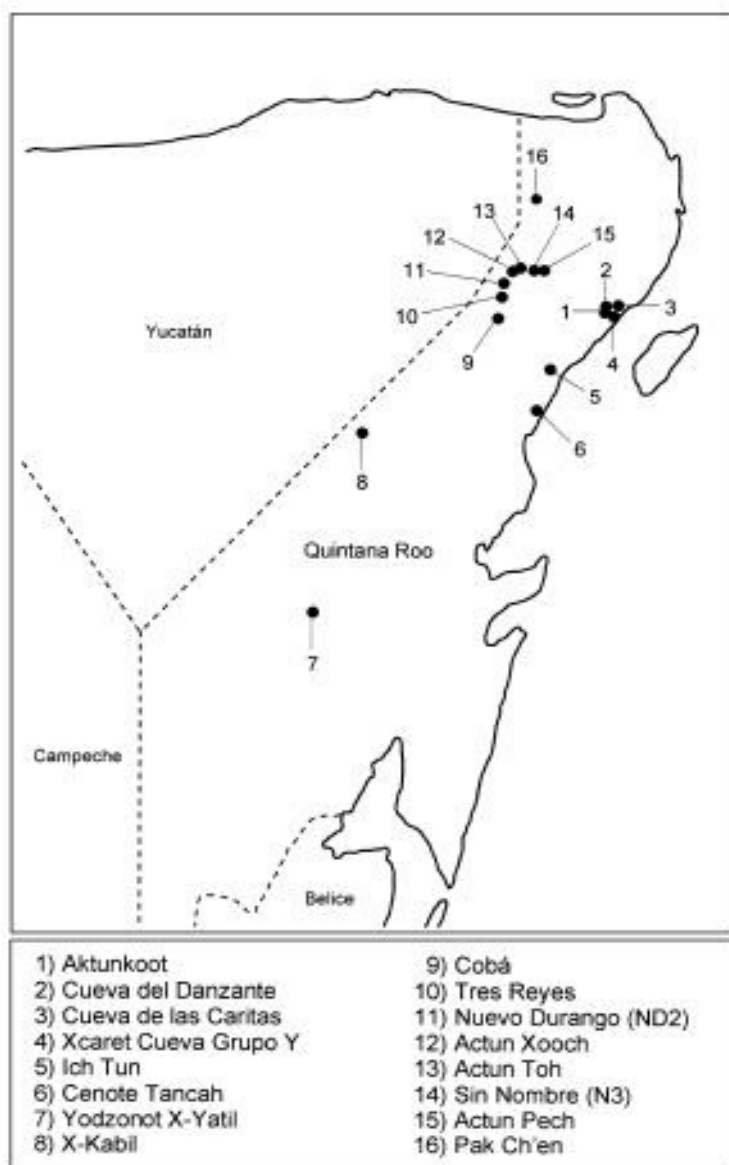 16
13
14
15
12
11
2
10
1
3
Yucatán
9
4
5
6
8
Quintana Roo
7
Campeche
Belice
1) Aktunkoot
2) Cueva del Danzante
3) Cueva de las Caritas
4) Xcaret Cueva Grupo Y
5) Ich Tun
6) Cenote Tancah
7) Yodzonot X-Yatil
8) X-Kabil
9) Cobá
10) Tres Reyes
11) Nuevo Durango (ND2)
12) Actun Xooch
13) Actun Toh
14) Sin Nombre (N3)
15) Actun Pech
16) Pak Ch'en